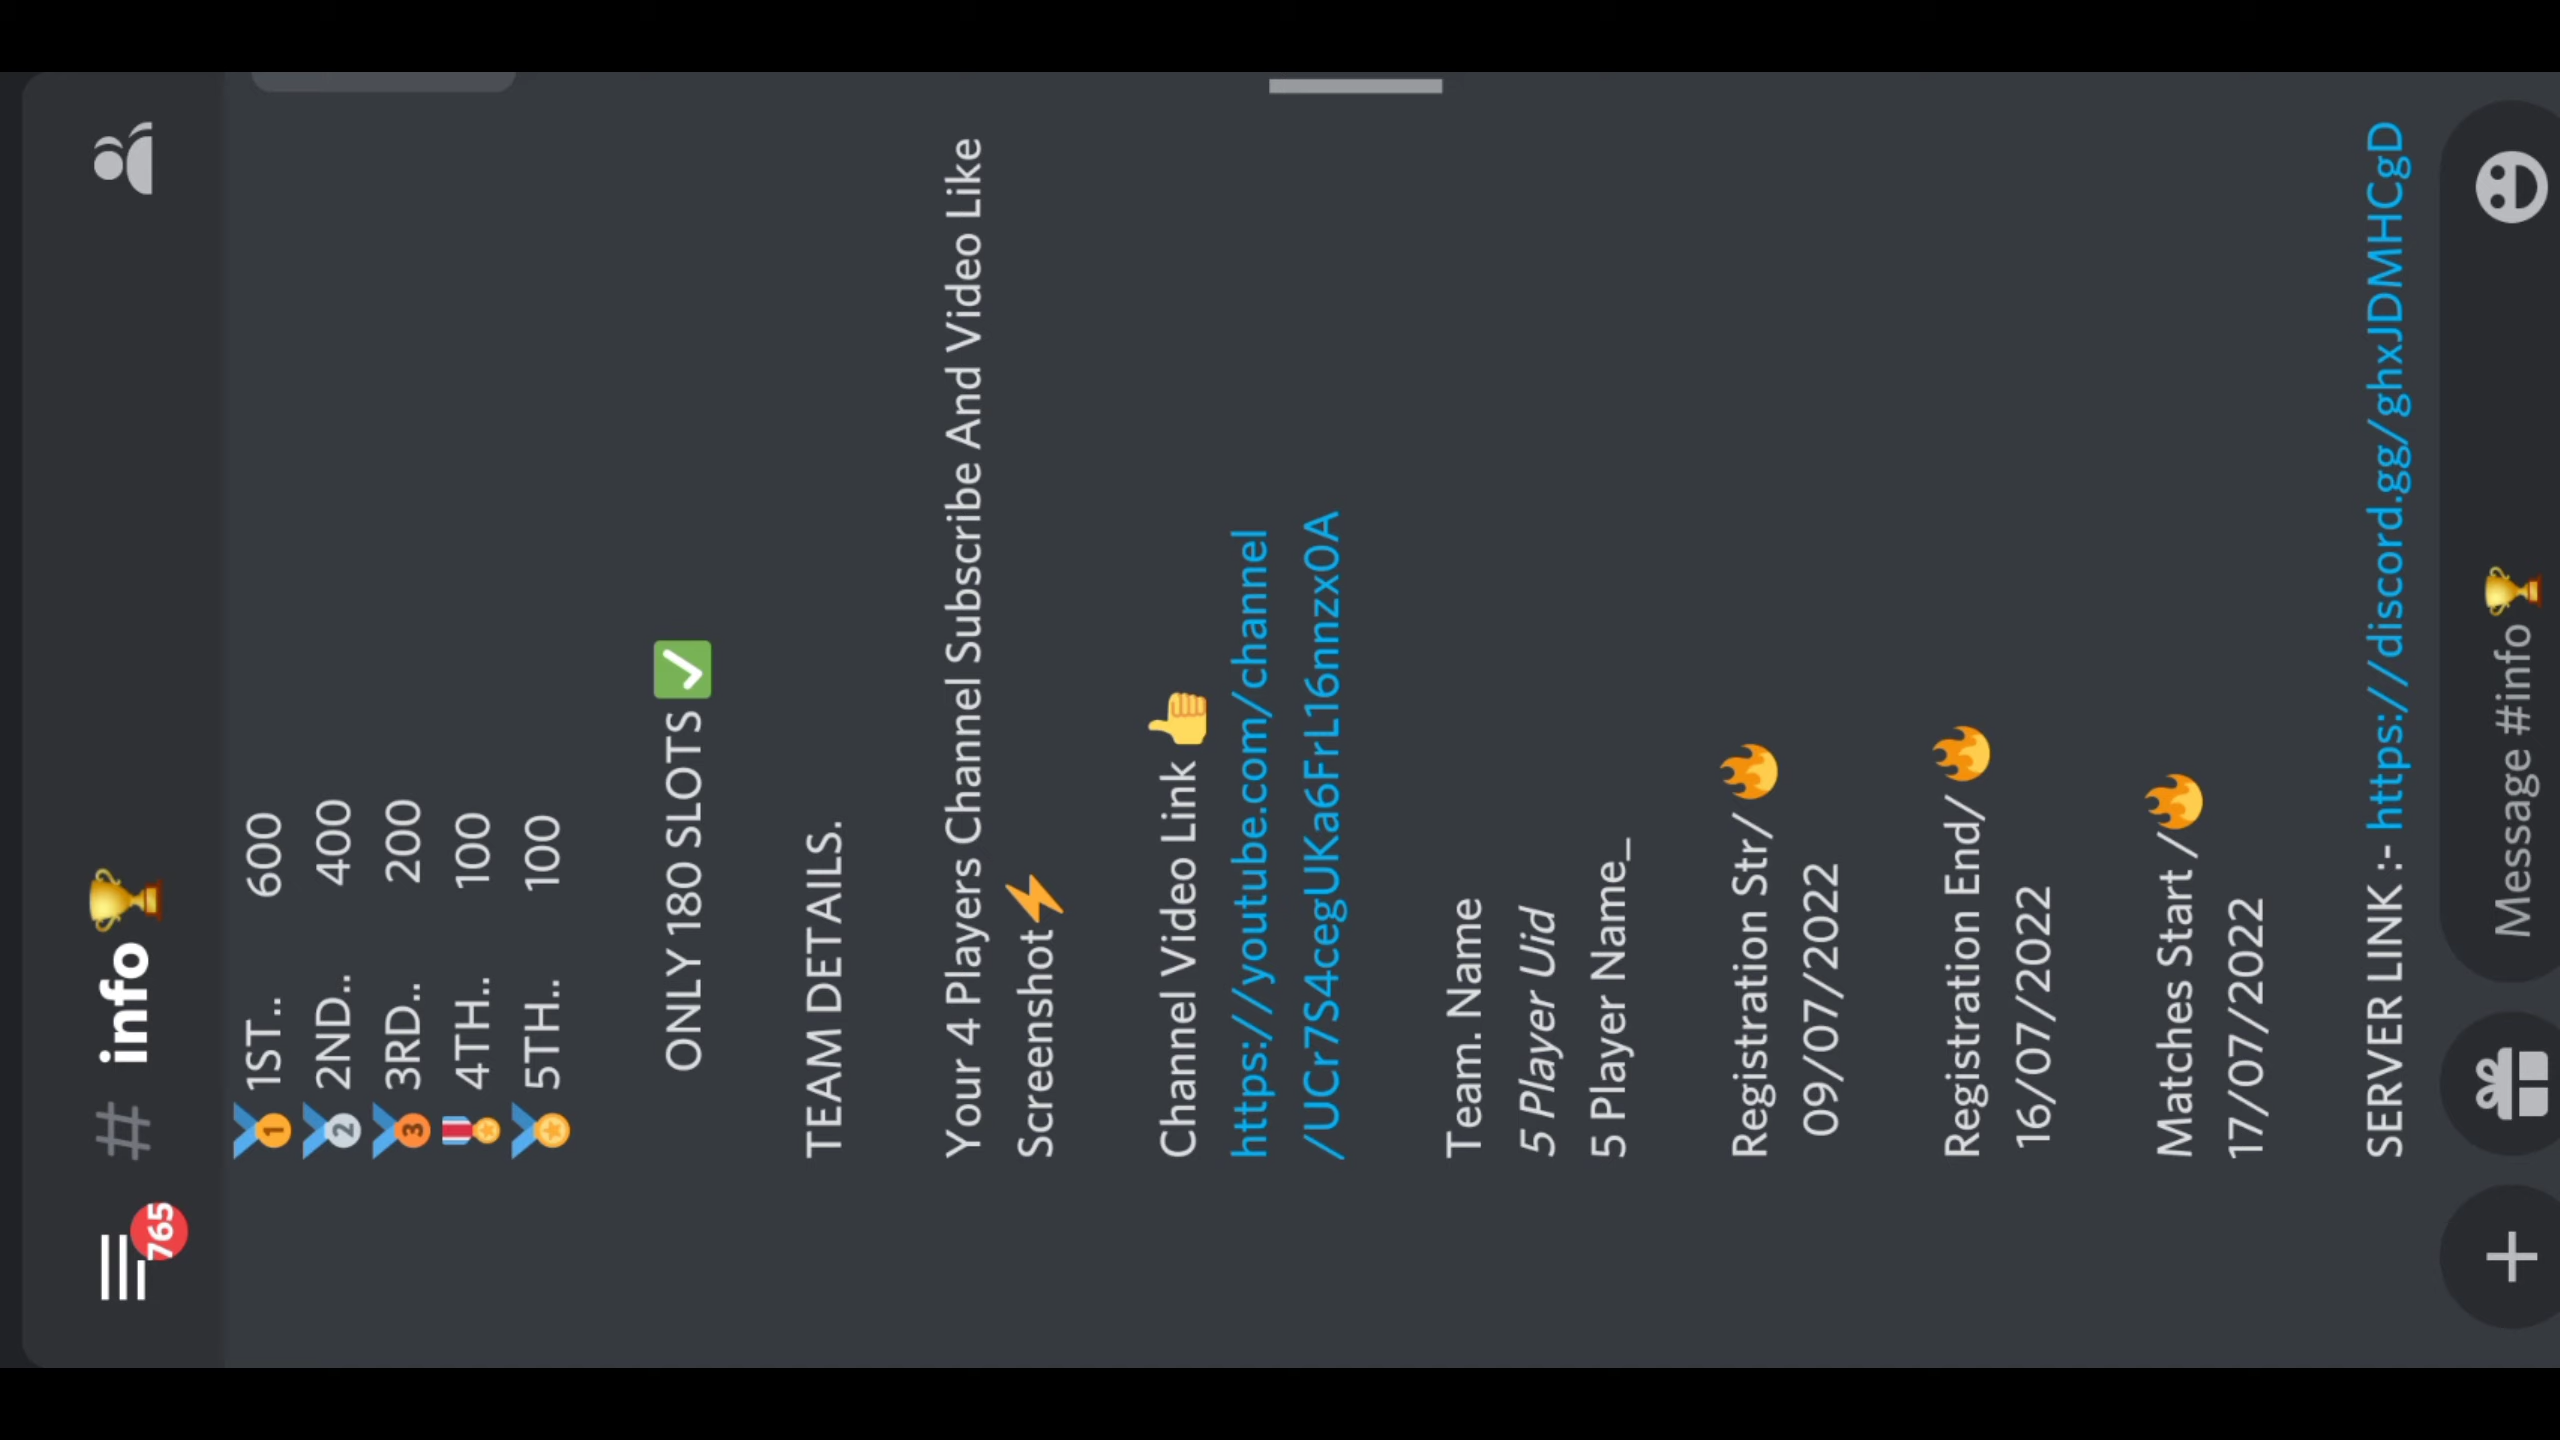 765
# info 🏆
🥇 1ST.. 600
🥈 2ND.. 400
🥉 3RD.. 200
🎖 4TH.. 100
🏅 5TH.. 100
ONLY 180 SLOTS ✅
TEAM DETAILS.
Your 4 Players Channel Subscribe And Video Like
Screenshot⚡
Channel Video Link 👍
https://youtube.com/channel
/UCr7S4cegUKa6FrL16nnzx0A
Team. Name
5 Player Uid
5 Player Name_
Registration Str/ 🔥
09/07/2022
Registration End/ 🔥
16/07/2022
Matches Start /🔥
17/07/2022
SERVER LINK :- https://discord.gg/ghxJDMHCgD
Message #info 🏆